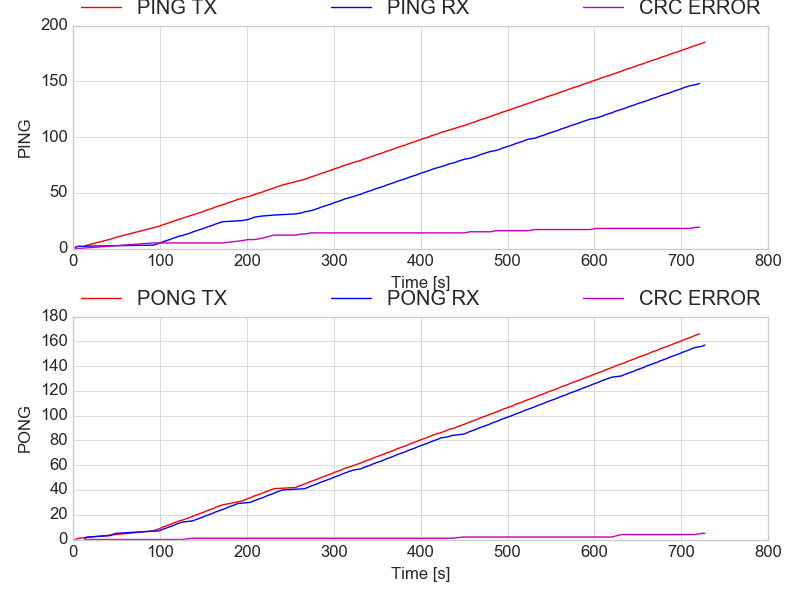 PING TX PING RX CRC ERROR
200
150
100
50
0
PING
0 100 200 300 400 500 600 700 800
Time [s]
PONG TX PONG RX CRC ERROR
180
160
140
120
100
80
60
40
20
0
PONG
0 100 200 300 400 500 600 700 800
Time [s]